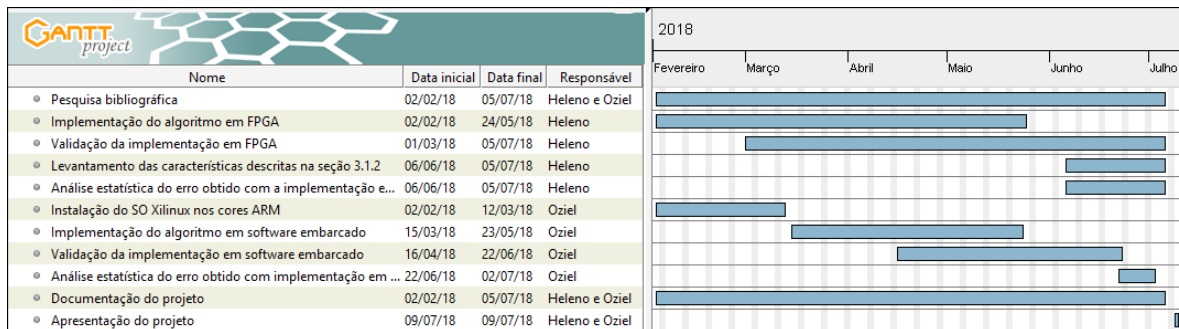 GANTT
project
2018
Fevereiro Março Abril Maio Junho Julho
Nome Data inicial Data final Responsável
Pesquisa bibliográfica 02/02/18 05/07/18 Heleno e Oziel
Implementação do algoritmo em FPGA 02/02/18 24/05/18 Heleno
Validação da implementação em FPGA 01/03/18 05/07/18 Heleno
Levantamento das características descritas na seção 3.1.2 06/06/18 05/07/18 Heleno
Análise estatística do erro obtido com a implementação e... 06/06/18 05/07/18 Heleno
Instalação do SO Xilinux nos cores ARM 02/02/18 12/03/18 Oziel
Implementação do algoritmo em software embarcado 15/03/18 23/05/18 Oziel
Validação da implementação em software embarcado 16/04/18 22/06/18 Oziel
Análise estatística do erro obtido com implementação em ... 22/06/18 02/07/18 Oziel
Documentação do projeto 02/02/18 05/07/18 Heleno e Oziel
Apresentação do projeto 09/07/18 09/07/18 Heleno e Oziel